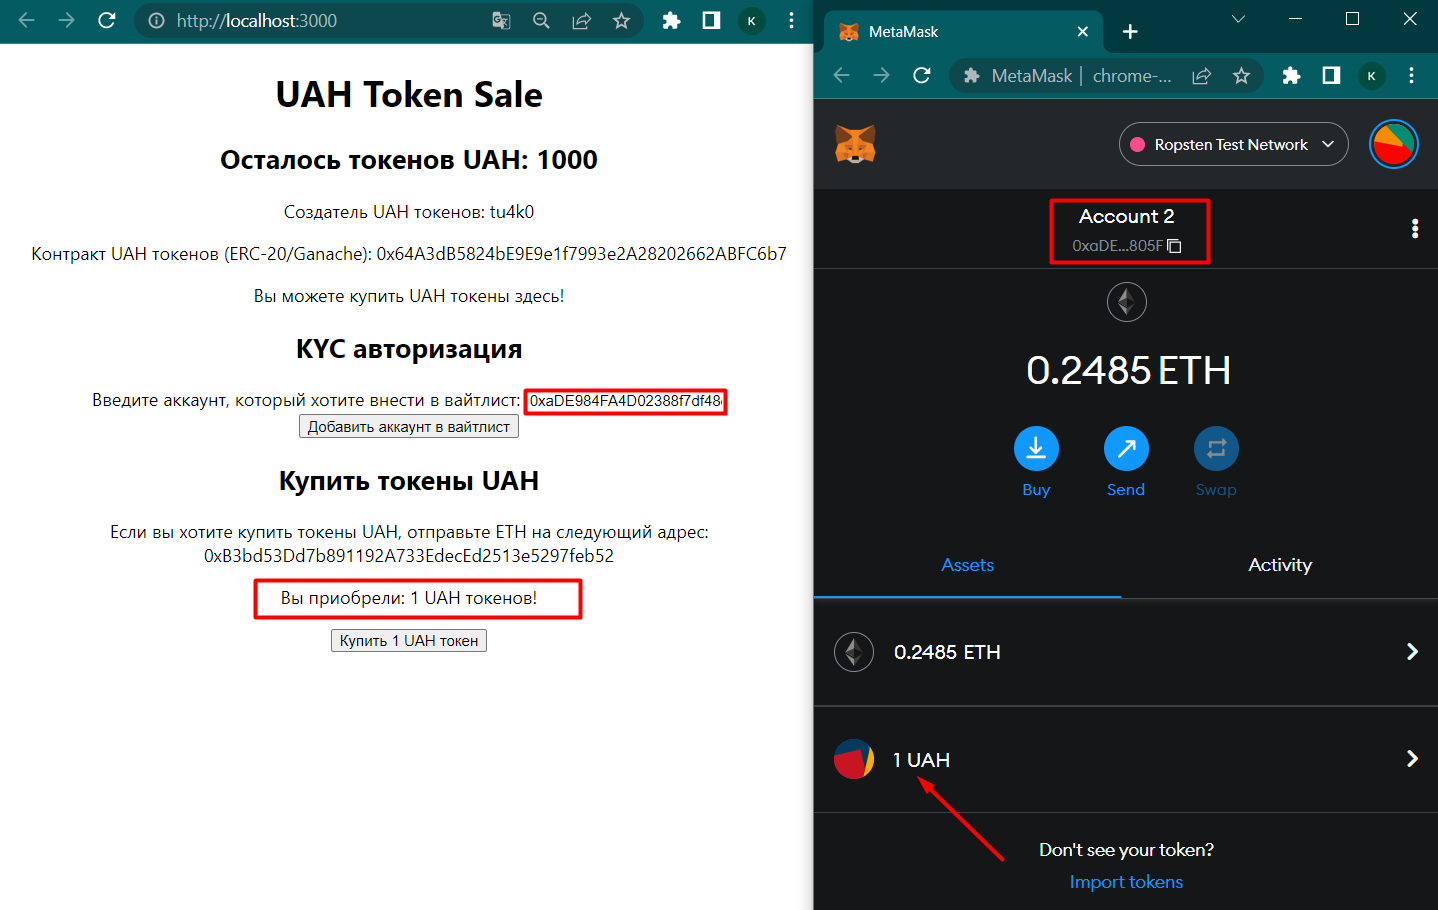 http://localhost:3000
K
UAH Token Sale
Осталось токенов UAH: 1000
Создатель UAH токенов: tu4k0
Контракт UAH токенов (ERC-20/Ganache): 0x64A3dB5824bE9E9e1f7993e2A28202662ABFC6b7
Вы можете купить UAH токены здесь!
KYC авторизация
Введите аккаунт, который хотите внести в вайтлист: 0xaDE984FA4D02388f7df48
Добавить аккаунт в вайтлист
Купить токены UAH
Если вы хотите купить токены UAH, отправьте ETH на следующий адрес:
0xB3bd53Dd7b891192A733EdecEd2513e5297feb52
Вы приобрели: 1 UAH токенов!
Купить 1 UAH токен
MetaMask
MetaMask | chrome-...
K
Ropsten Test Network
Account 2
0xaDE...805F
0.2485 ETH
Buy Send Swap
Assets Activity
0.2485 ETH
1 UAH
Don't see your token?
Import tokens